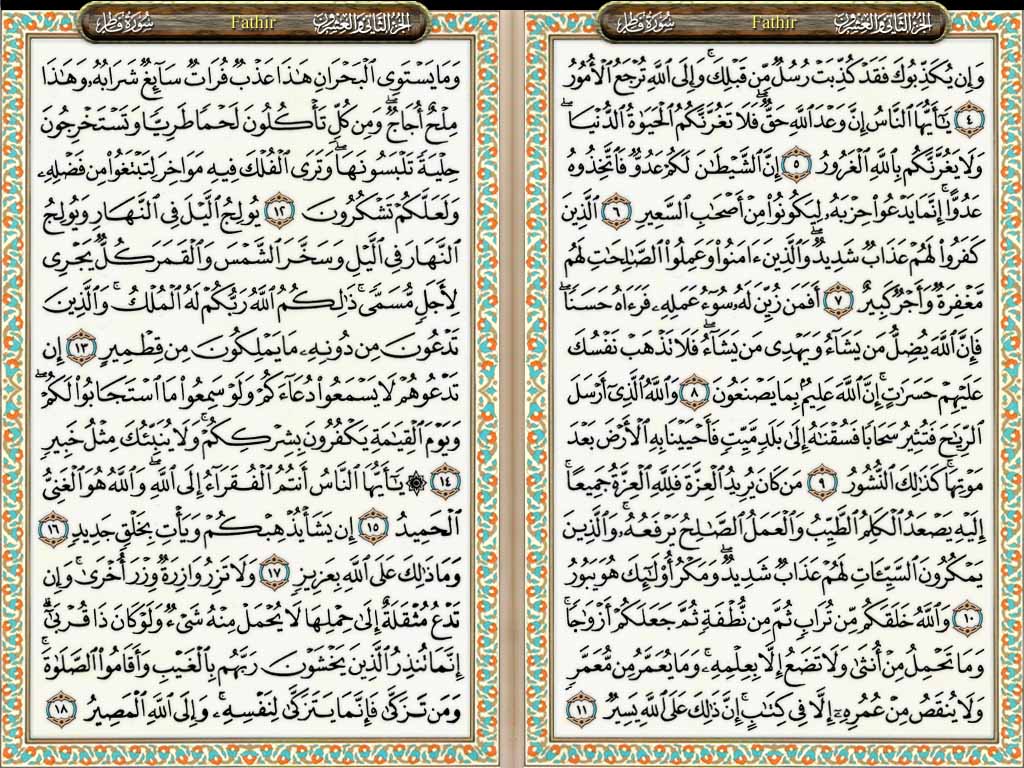 سُورَةُ فَاطِرٍ Fathir الجزء الثاني والعشرون
وَإِن يُكَذِّبُوكَ فَقَدْ كُذِّبَتْ رُسُلٌ مِّن قَبْلِكَ ۚ وَإِلَى ٱللَّهِ تُرْجَعُ ٱلْأُمُورُ
﴿٤﴾ يَٰٓأَيُّهَا ٱلنَّاسُ إِنَّ وَعْدَ ٱللَّهِ حَقٌّ ۖ فَلَا تَغُرَّنَّكُمُ ٱلْحَيَوٰةُ ٱلدُّنْيَا ۖ
وَلَا يَغُرَّنَّكُم بِٱللَّهِ ٱلْغَرُورُ ﴿٥﴾ إِنَّ ٱلشَّيْطَٰنَ لَكُمْ عَدُوٌّ فَٱتَّخِذُوهُ
عَدُوًّا ۚ إِنَّمَا يَدْعُوا۟ حِزْبَهُۥ لِيَكُونُوا۟ مِنْ أَصْحَٰبِ ٱلسَّعِيرِ ﴿٦﴾ ٱلَّذِينَ
كَفَرُوا۟ لَهُمْ عَذَابٌ شَدِيدٌ ۖ وَٱلَّذِينَ ءَامَنُوا۟ وَعَمِلُوا۟ ٱلصَّٰلِحَٰتِ لَهُم
مَّغْفِرَةٌ وَأَجْرٌ كَبِيرٌ ﴿٧﴾ أَفَمَن زُيِّنَ لَهُۥ سُوٓءُ عَمَلِهِۦ فَرَءَاهُ حَسَنًا ۖ
فَإِنَّ ٱللَّهَ يُضِلُّ مَن يَشَآءُ وَيَهْدِى مَن يَشَآءُ ۖ فَلَا تَذْهَبْ نَفْسُكَ
عَلَيْهِمْ حَسَرَٰتٍ ۚ إِنَّ ٱللَّهَ عَلِيمٌۢ بِمَا يَصْنَعُونَ ﴿٨﴾ وَٱللَّهُ ٱلَّذِىٓ أَرْسَلَ
ٱلرِّيَٰحَ فَتُثِيرُ سَحَابًا فَسُقْنَٰهُ إِلَىٰ بَلَدٍ مَّيِّتٍ فَأَحْيَيْنَا بِهِ ٱلْأَرْضَ بَعْدَ
مَوْتِهَا ۚ كَذَٰلِكَ ٱلنُّشُورُ ﴿٩﴾ مَن كَانَ يُرِيدُ ٱلْعِزَّةَ فَلِلَّهِ ٱلْعِزَّةُ جَمِيعًا ۚ
إِلَيْهِ يَصْعَدُ ٱلْكَلِمُ ٱلطَّيِّبُ وَٱلْعَمَلُ ٱلصَّٰلِحُ يَرْفَعُهُۥ ۚ وَٱلَّذِينَ
يَمْكُرُونَ ٱلسَّيِّـَٔاتِ لَهُمْ عَذَابٌ شَدِيدٌ ۖ وَمَكْرُ أُو۟لَٰٓئِكَ هُوَ يَبُورُ
﴿١٠﴾ وَٱللَّهُ خَلَقَكُم مِّن تُرَابٍ ثُمَّ مِن نُّطْفَةٍ ثُمَّ جَعَلَكُمْ أَزْوَٰجًا ۚ
وَمَا تَحْمِلُ مِنْ أُنثَىٰ وَلَا تَضَعُ إِلَّا بِعِلْمِهِۦ ۚ وَمَا يُعَمَّرُ مِن مُّعَمَّرٍ
وَلَا يُنقَصُ مِنْ عُمُرِهِۦٓ إِلَّا فِى كِتَٰبٍ ۚ إِنَّ ذَٰلِكَ عَلَى ٱللَّهِ يَسِيرٌ ﴿١١﴾
سُورَةُ فَاطِرٍ Fathir الجزء الثاني والعشرون
وَمَا يَسْتَوِى ٱلْبَحْرَانِ هَٰذَا عَذْبٌ فُرَاتٌ سَآئِغٌ شَرَابُهُۥ وَهَٰذَا
مِلْحٌ أُجَاجٌ ۖ وَمِن كُلٍّ تَأْكُلُونَ لَحْمًا طَرِيًّا وَتَسْتَخْرِجُونَ
حِلْيَةً تَلْبَسُونَهَا ۖ وَتَرَى ٱلْفُلْكَ فِيهِ مَوَاخِرَ لِتَبْتَغُوا۟ مِن فَضْلِهِۦ
وَلَعَلَّكُمْ تَشْكُرُونَ ﴿١٢﴾ يُولِجُ ٱلَّيْلَ فِى ٱلنَّهَارِ وَيُولِجُ
ٱلنَّهَارَ فِى ٱلَّيْلِ وَسَخَّرَ ٱلشَّمْسَ وَٱلْقَمَرَ كُلٌّ يَجْرِى
لِأَجَلٍ مُّسَمًّى ۚ ذَٰلِكُمُ ٱللَّهُ رَبُّكُمْ لَهُ ٱلْمُلْكُ ۚ وَٱلَّذِينَ
تَدْعُونَ مِن دُونِهِۦ مَا يَمْلِكُونَ مِن قِطْمِيرٍ ﴿١٣﴾ إِن
تَدْعُوهُمْ لَا يَسْمَعُوا۟ دُعَآءَكُمْ وَلَوْ سَمِعُوا۟ مَا ٱسْتَجَابُوا۟ لَكُمْ ۖ
وَيَوْمَ ٱلْقِيَٰمَةِ يَكْفُرُونَ بِشِرْكِكُمْ ۚ وَلَا يُنَبِّئُكَ مِثْلُ خَبِيرٍ
﴿١٤﴾ ۞ يَٰٓأَيُّهَا ٱلنَّاسُ أَنتُمُ ٱلْفُقَرَآءُ إِلَى ٱللَّهِ ۖ وَٱللَّهُ هُوَ ٱلْغَنِىُّ
ٱلْحَمِيدُ ﴿١٥﴾ إِن يَشَأْ يُذْهِبْكُمْ وَيَأْتِ بِخَلْقٍ جَدِيدٍ ﴿١٦﴾
وَمَا ذَٰلِكَ عَلَى ٱللَّهِ بِعَزِيزٍ ﴿١٧﴾ وَلَا تَزِرُ وَازِرَةٌ وِزْرَ أُخْرَىٰ ۚ وَإِن
تَدْعُ مُثْقَلَةٌ إِلَىٰ حِمْلِهَا لَا يُحْمَلْ مِنْهُ شَىْءٌ وَلَوْ كَانَ ذَا قُرْبَىٰٓ ۗ
إِنَّمَا تُنذِرُ ٱلَّذِينَ يَخْشَوْنَ رَبَّهُم بِٱلْغَيْبِ وَأَقَامُوا۟ ٱلصَّلَوٰةَ ۚ
وَمَن تَزَكَّىٰ فَإِنَّمَا يَتَزَكَّىٰ لِنَفْسِهِۦ ۚ وَإِلَى ٱللَّهِ ٱلْمَصِيرُ ﴿١٨﴾